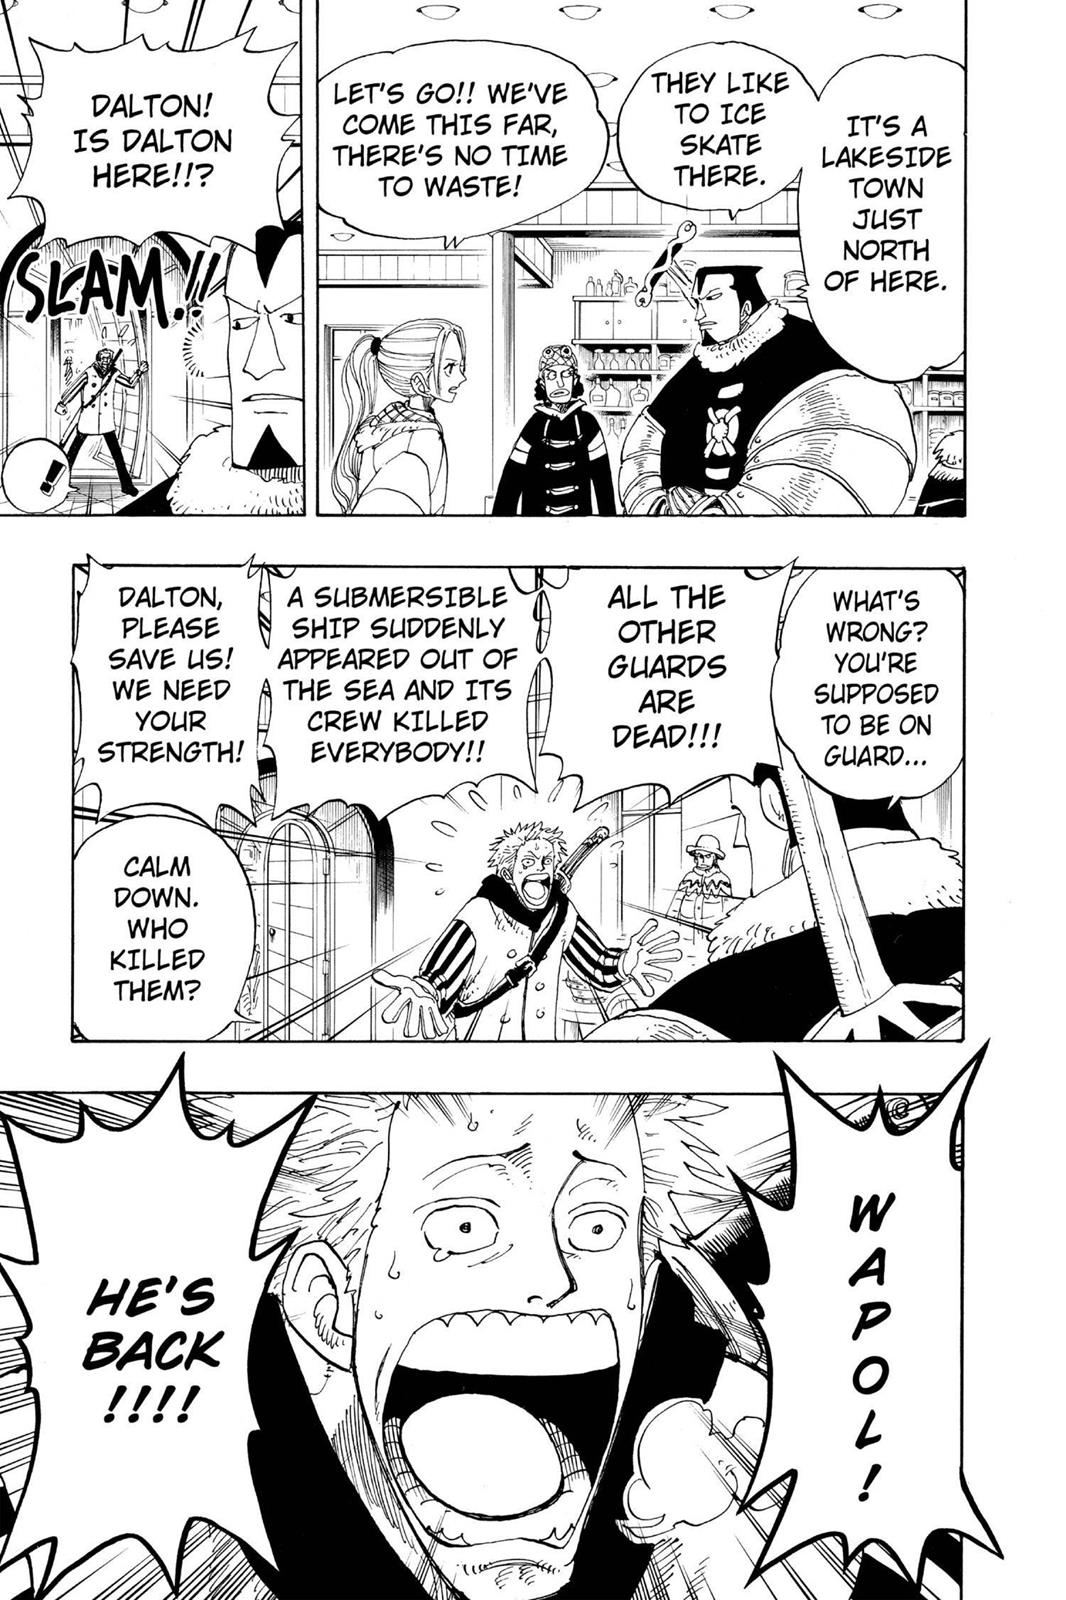 IT'S A
LAKESIDE
TOWN
JUST
NORTH
OF HERE.
THEY LIKE
TO ICE
SKATE
THERE.
LET'S GO!! WE'VE
COME THIS FAR,
THERE'S NO TIME
TO WASTE!
DALTON!
IS DALTON
HERE!!?
SLAM!!
!
WHAT'S
WRONG?
YOU'RE
SUPPOSED
TO BE ON
GUARD...
ALL THE
OTHER
GUARDS
ARE
DEAD!!!
A SUBMERSIBLE
SHIP SUDDENLY
APPEARED OUT OF
THE SEA AND ITS
CREW KILLED
EVERYBODY!!
DALTON,
PLEASE
SAVE US!
WE NEED
YOUR
STRENGTH!
CALM
DOWN.
WHO
KILLED
THEM?
WAPOL!
HE'S
BACK
!!!!